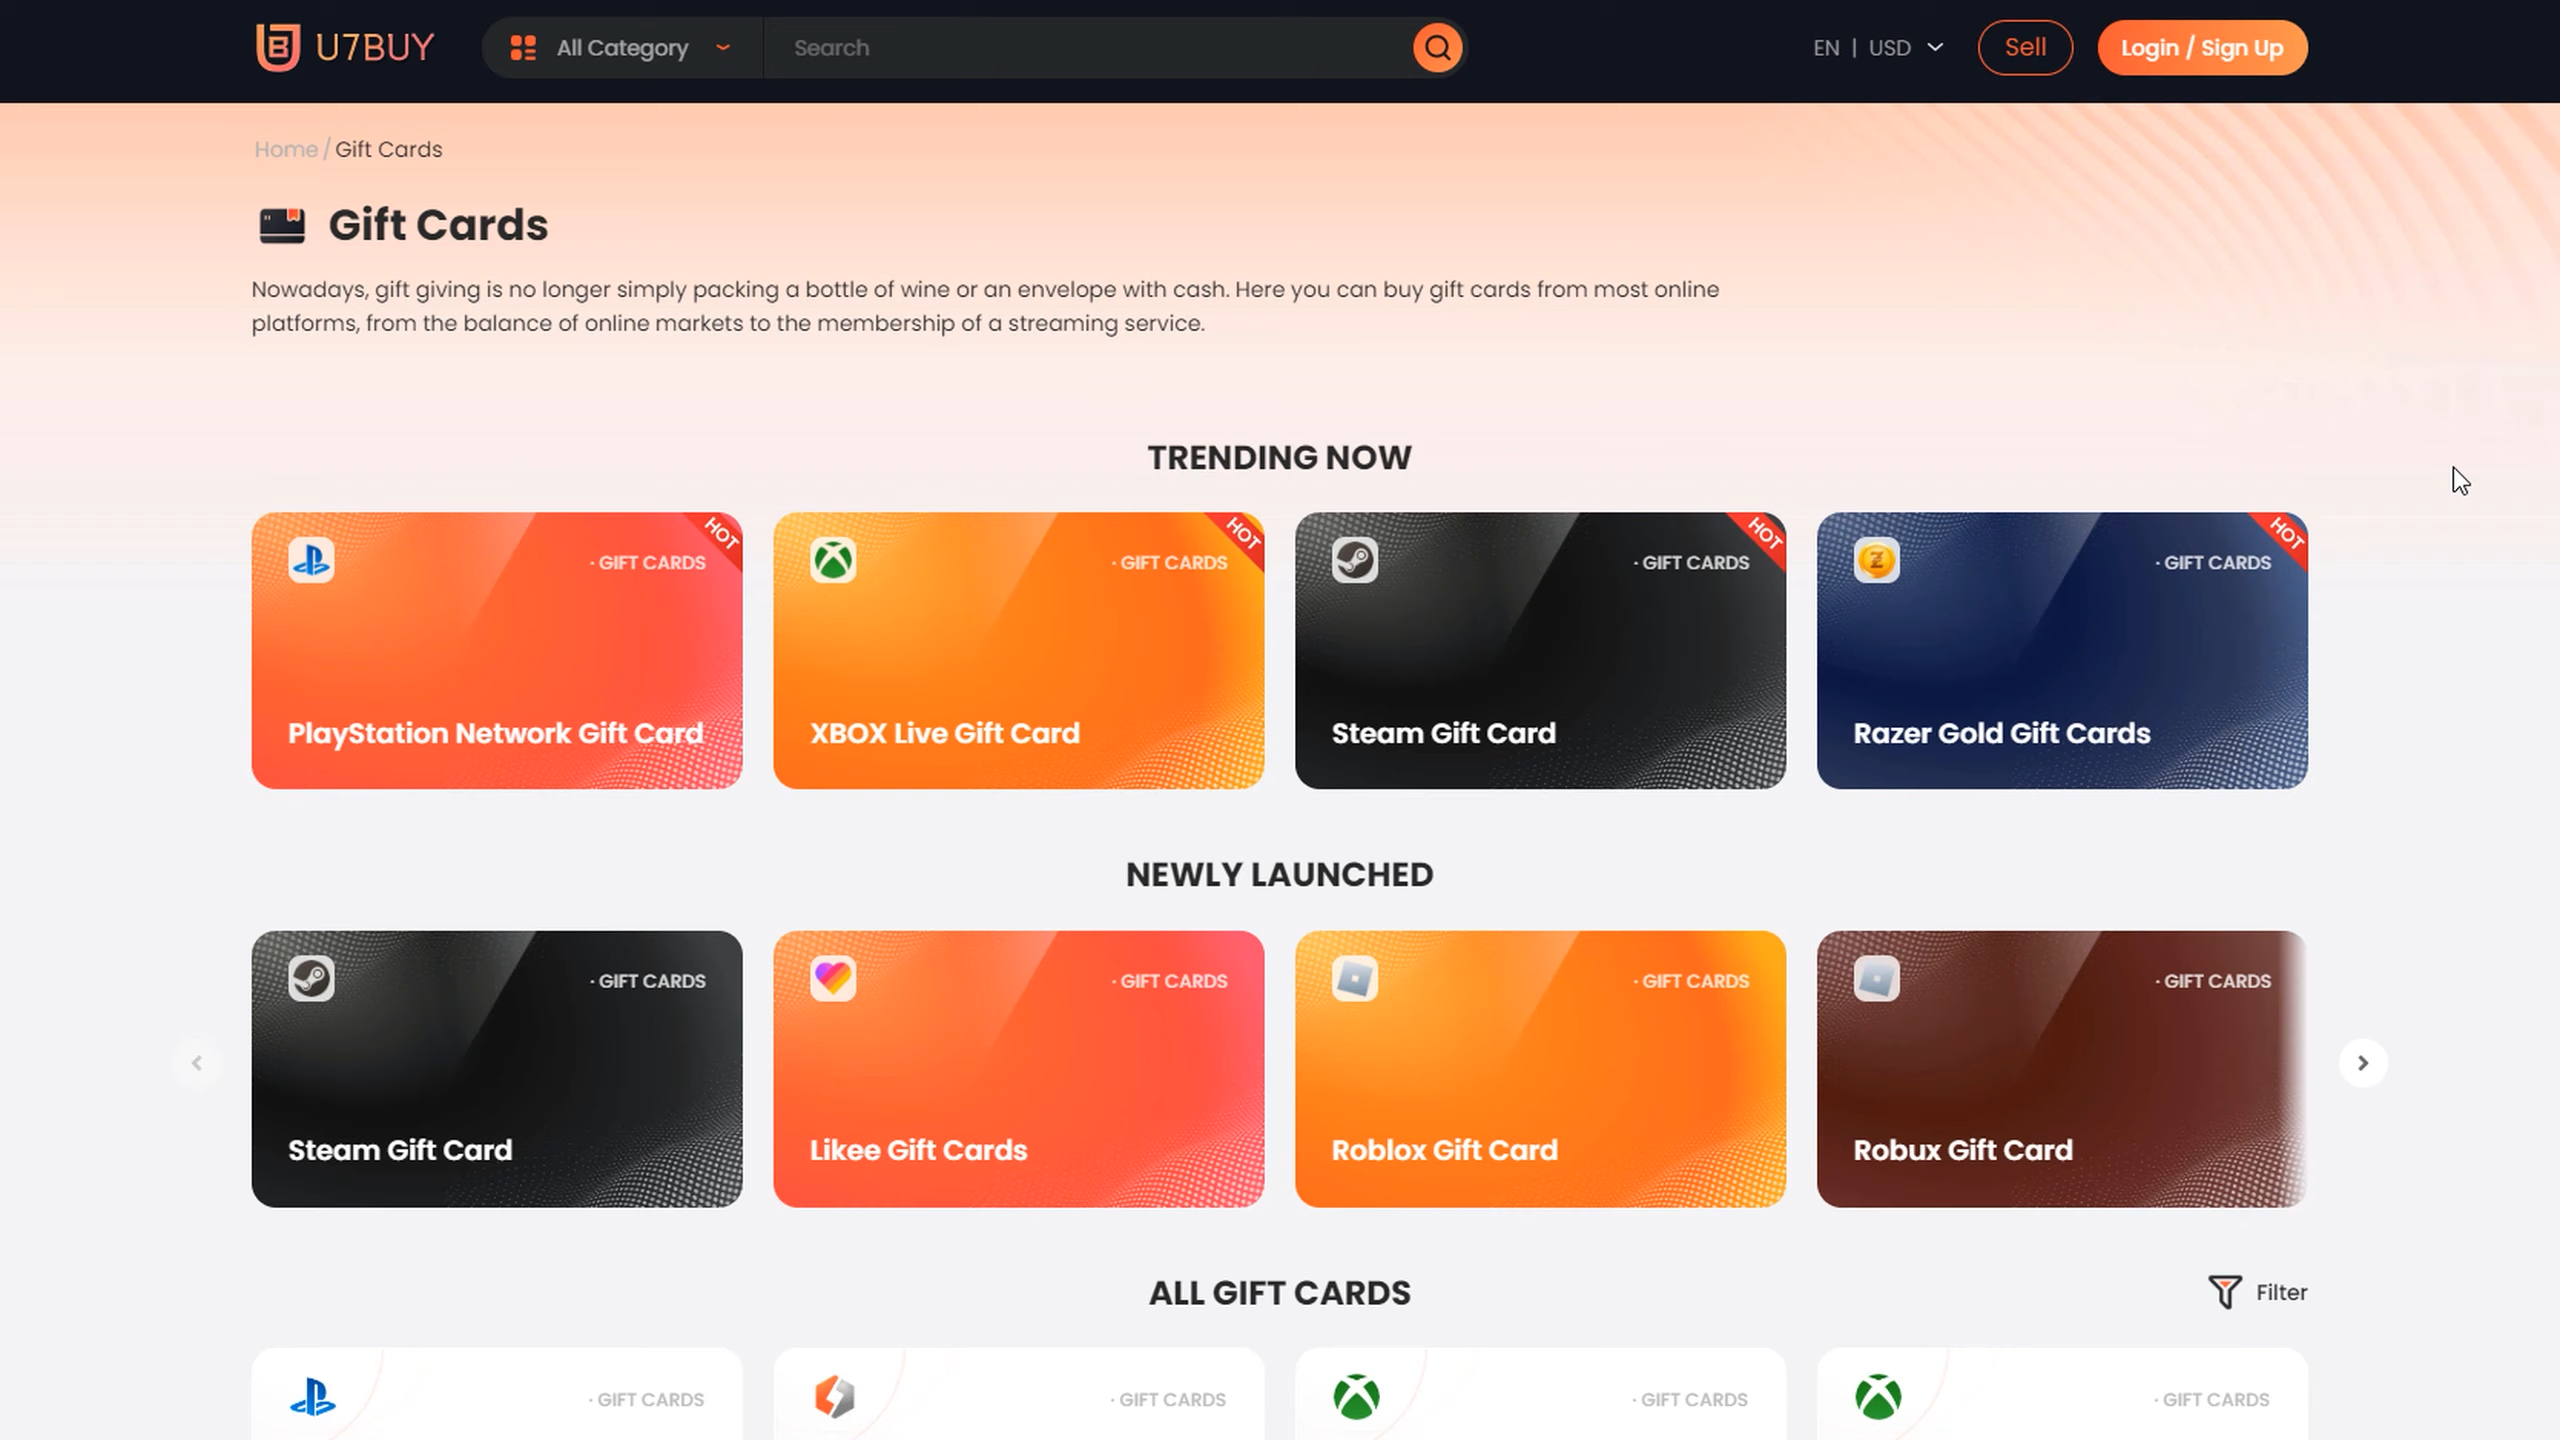 U7BUY
All Category
Search
EN | USD
Sell
Login / Sign Up
Home / Gift Cards
Gift Cards
Nowadays, gift giving is no longer simply packing a bottle of wine or an envelope with cash. Here you can buy gift cards from most online
platforms, from the balance of online markets to the membership of a streaming service.
TRENDING NOW
HOT
· GIFT CARDS
PlayStation Network Gift Card
HOT
· GIFT CARDS
XBOX Live Gift Card
HOT
· GIFT CARDS
Steam Gift Card
HOT
· GIFT CARDS
Razer Gold Gift Cards
NEWLY LAUNCHED
· GIFT CARDS
Steam Gift Card
· GIFT CARDS
Likee Gift Cards
· GIFT CARDS
Roblox Gift Card
· GIFT CARDS
Robux Gift Card
ALL GIFT CARDS
Filter
· GIFT CARDS
· GIFT CARDS
· GIFT CARDS
· GIFT CARDS